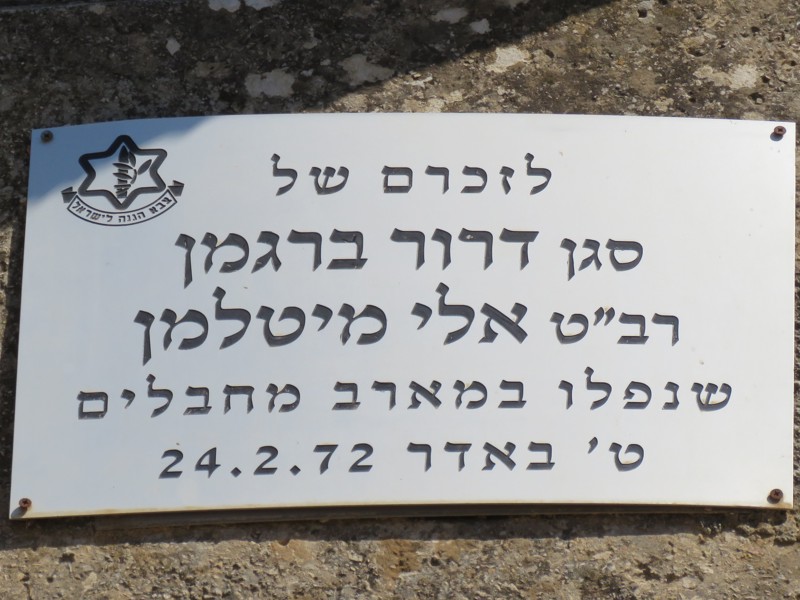 צבא הגנה לישראל
לזכרם של
סגן דרור ברגמן
רב״ט אלי מיטלמן
שנפלו במארב מחבלים
ט׳ באדר 24.2.72